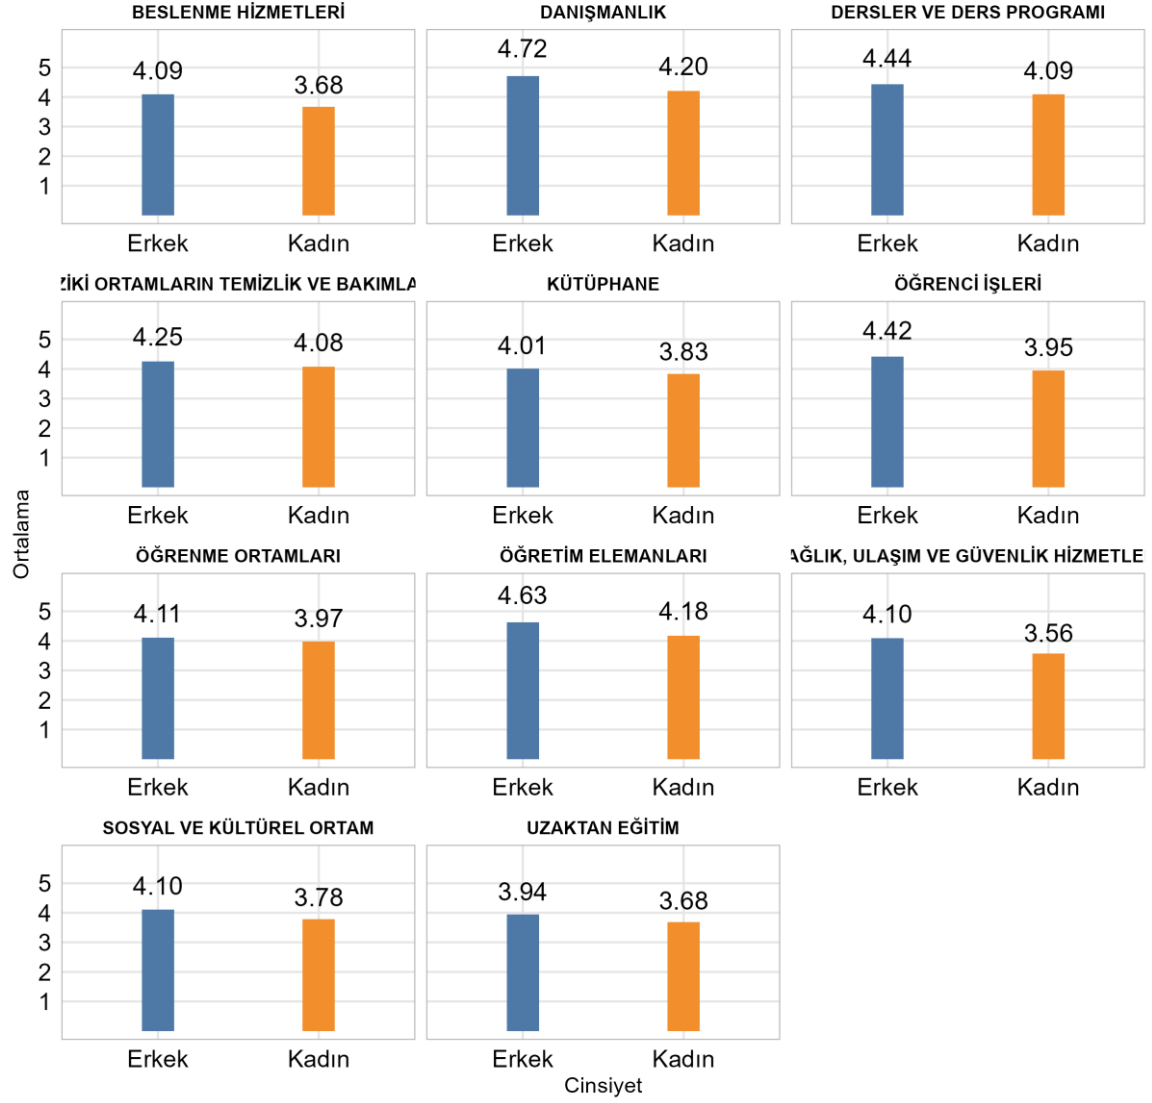 BESLENME HİZMETLERİ
DANIŞMANLIK
DERSLER VE DERS PROGRAMI
5
4
3
2
1
4.09
3.68
4.72
4.20
4.44
4.09
Erkek
Kadın
Erkek
Kadın
Erkek
Kadın
ZİKİ ORTAMLARIN TEMİZLİK VE BAKIMLA
KÜTÜPHANE
ÖĞRENCİ İŞLERİ
5
4
3
2
1
4.25
4.08
4.01
3.83
4.42
3.95
Erkek
Kadın
Erkek
Kadın
Erkek
Kadın
Ortalama
ÖĞRENME ORTAMLARI
ÖĞRETİM ELEMANLARI
AĞLIK, ULAŞIM VE GÜVENLİK HİZMETLE
5
4
3
2
1
4.11
3.97
4.63
4.18
4.10
3.56
Erkek
Kadın
Erkek
Kadın
Erkek
Kadın
SOSYAL VE KÜLTÜREL ORTAM
UZAKTAN EĞİTİM
5
4
3
2
1
4.10
3.78
3.94
3.68
Erkek
Kadın
Erkek
Kadın
Cinsiyet